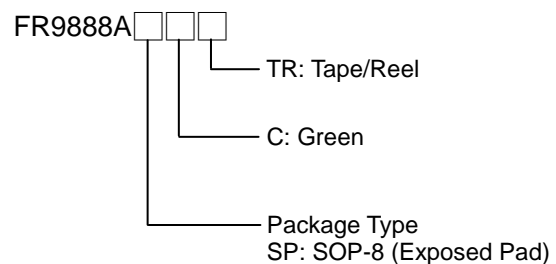 FR9888A
TR: Tape/Reel
C: Green
Package Type
SP: SOP-8 (Exposed Pad)